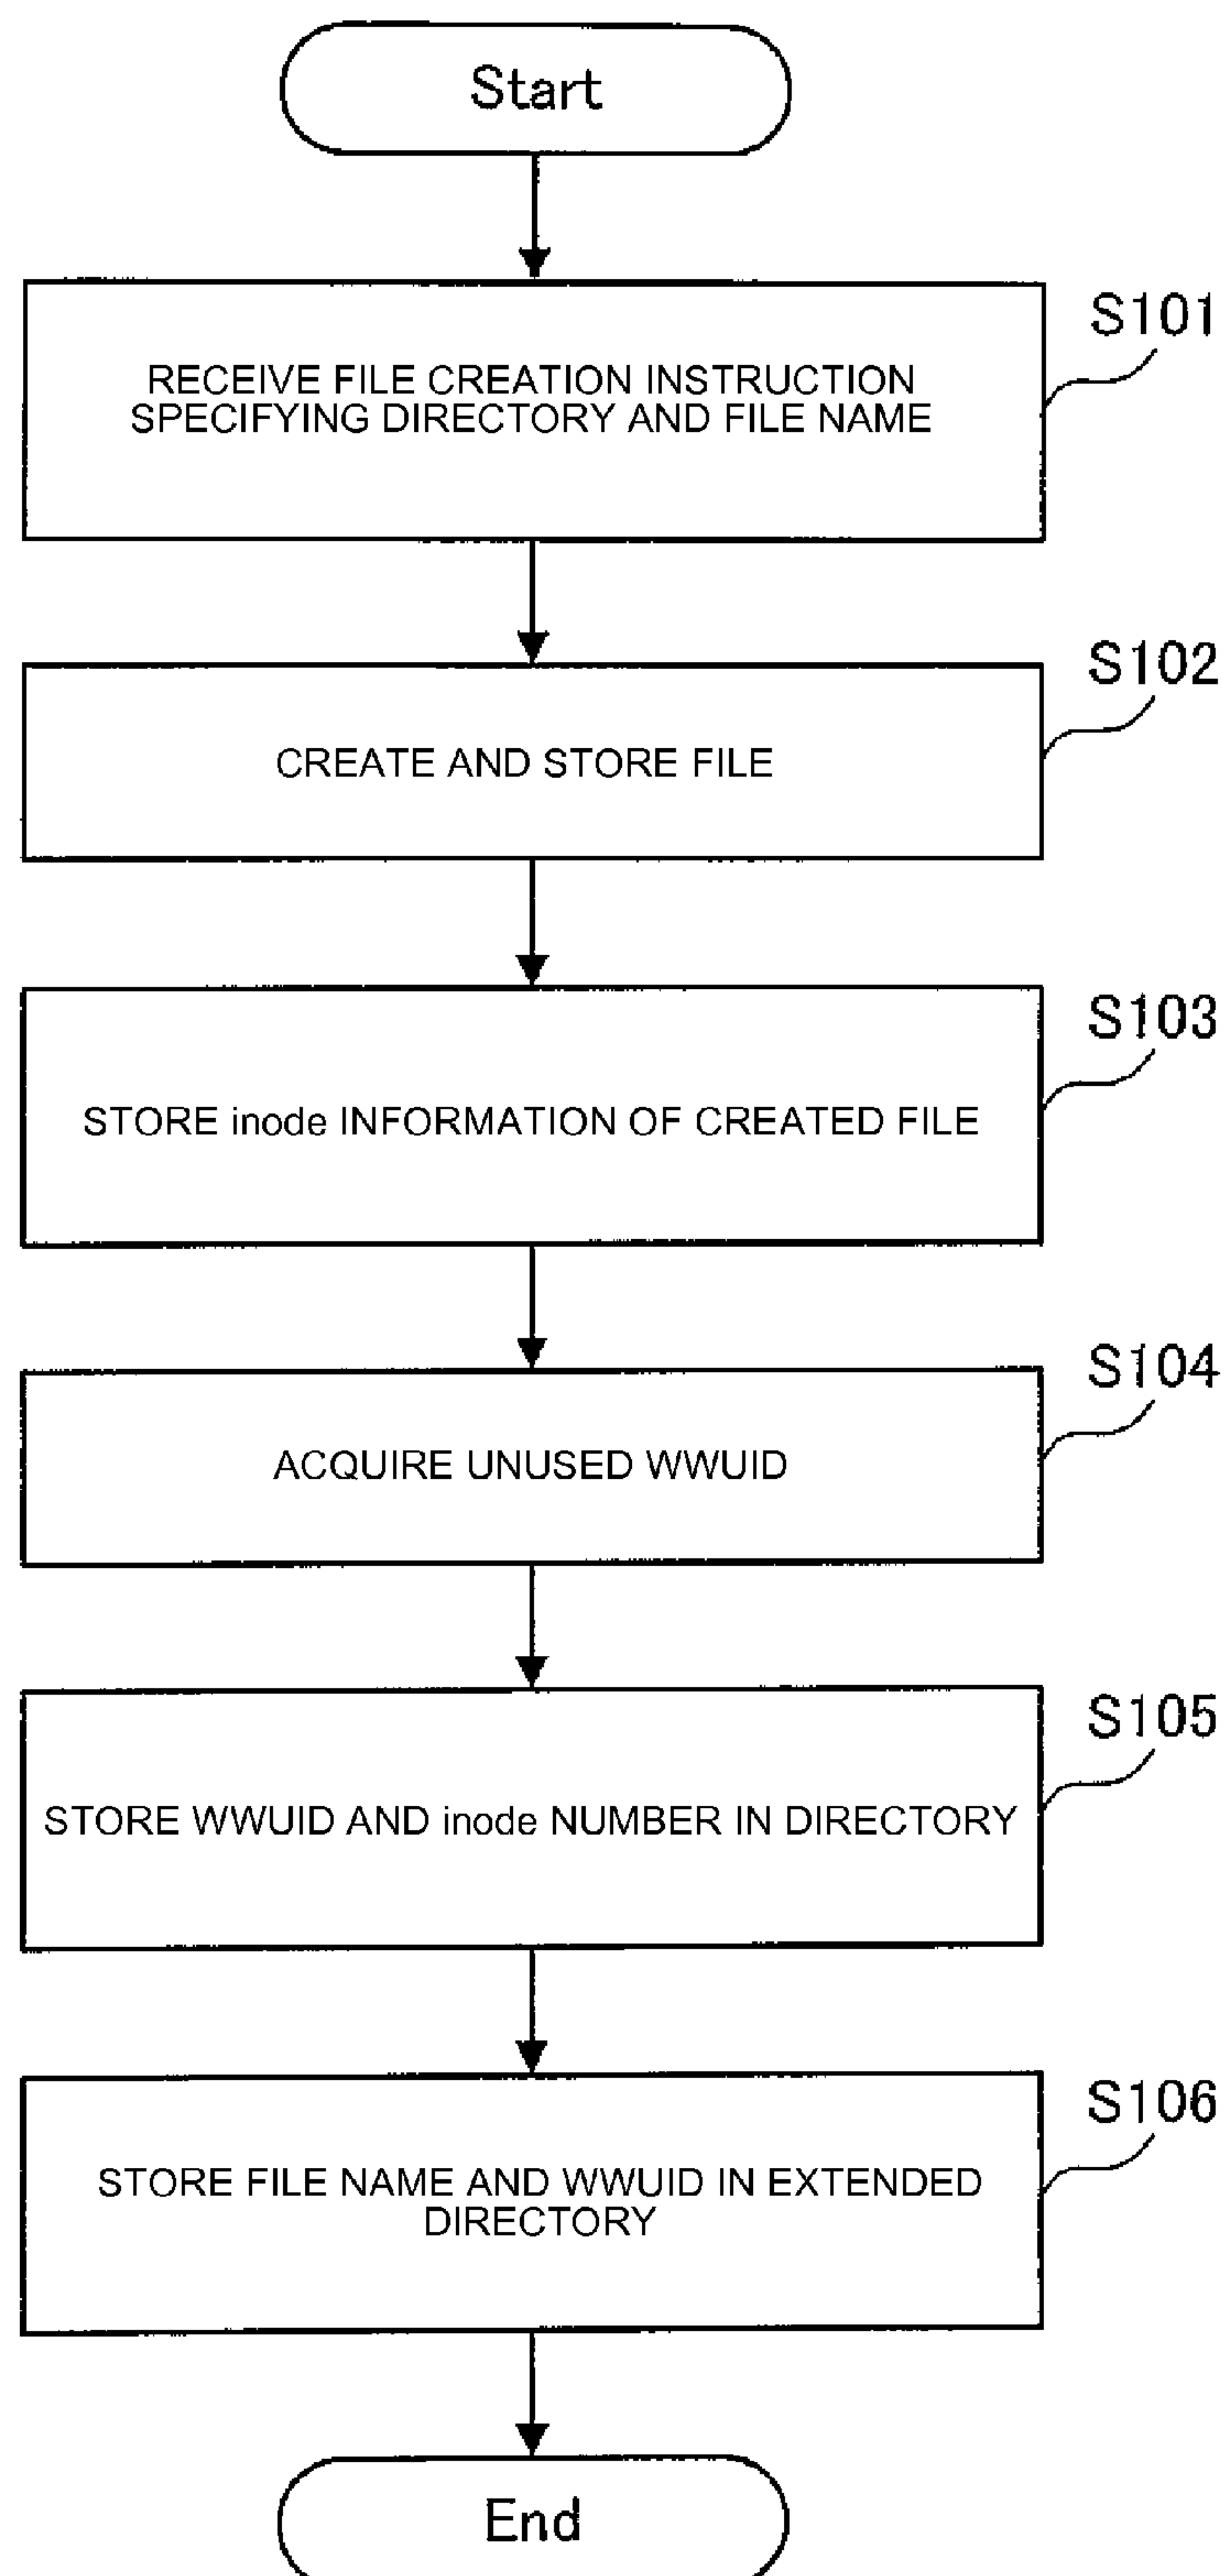 Start
S101
RECEIVE FILE CREATION INSTRUCTION
SPECIFYING DIRECTORY AND FILE NAME
S102
CREATE AND STORE FILE
S103
STORE inode INFORMATION OF CREATED FILE
S104
ACQUIRE UNUSED WWUID
S105
STORE WWUID AND inode NUMBER IN DIRECTORY
S106
STORE FILE NAME AND WWUID IN EXTENDED
DIRECTORY
End